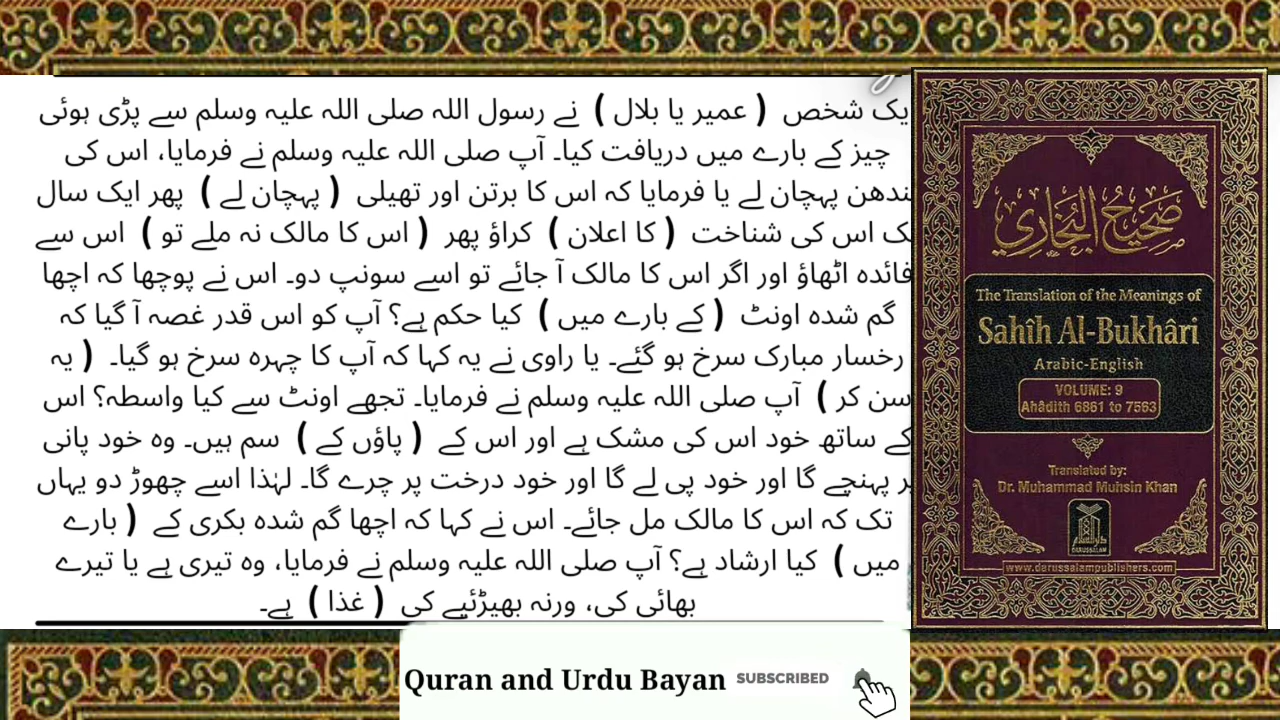 یک شخص ( عمیر یا بلال ) نے رسول اللہ صلی اللہ علیہ وسلم سے پڑی ہوئی
چیز کے بارے میں دریافت کیا۔ آپ صلی اللہ علیہ وسلم نے فرمایا، اس کی
ندھن پہچان لے یا فرمایا کہ اس کا برتن اور تھیلی ( پہچان لے ) پھر ایک سال
ک اس کی شناخت ( کا اعلان ) کراؤ پھر ( اس کا مالک نہ ملے تو ) اس سے
فائدہ اٹھاؤ اور اگر اس کا مالک آ جائے تو اسے سونپ دو۔ اس نے پوچھا کہ اچھا
گم شدہ اونٹ ( کے بارے میں ) کیا حکم ہے؟ آپ کو اس قدر غصہ آ گیا کہ
رخسار مبارک سرخ ہو گئے۔ یا راوی نے یہ کہا کہ آپ کا چہرہ سرخ ہو گیا۔ ( یہ
سن کر ) آپ صلی اللہ علیہ وسلم نے فرمایا۔ تجھے اونٹ سے کیا واسطہ؟ اس
کے ساتھ خود اس کی مشک ہے اور اس کے ( پاؤں کے ) سم ہیں۔ وہ خود پانی
ر پہنچے گا اور خود پی لے گا اور خود درخت پر چرے گا۔ لہٰذا اسے چھوڑ دو یہاں
تک کہ اس کا مالک مل جائے۔ اس نے کہا کہ اچھا گم شدہ بکری کے ( بارے
میں ) کیا ارشاد ہے؟ آپ صلی اللہ علیہ وسلم نے فرمایا، وہ تیری ہے یا تیرے
بھائی کی، ورنہ بھیڑئیے کی ( غذا ) ہے۔
صَحِيحُ البُخَارِي
The Translation of the Meanings of
Sahîh Al-Bukhâri
Arabic-English
VOLUME: 9
Ahâdith 6861 to 7563
Translated by:
Dr. Muhammad Muhsin Khan
دارالسلام
DARUSSALAM
www.darussalampublishers.com
Quran and Urdu Bayan
SUBSCRIBED